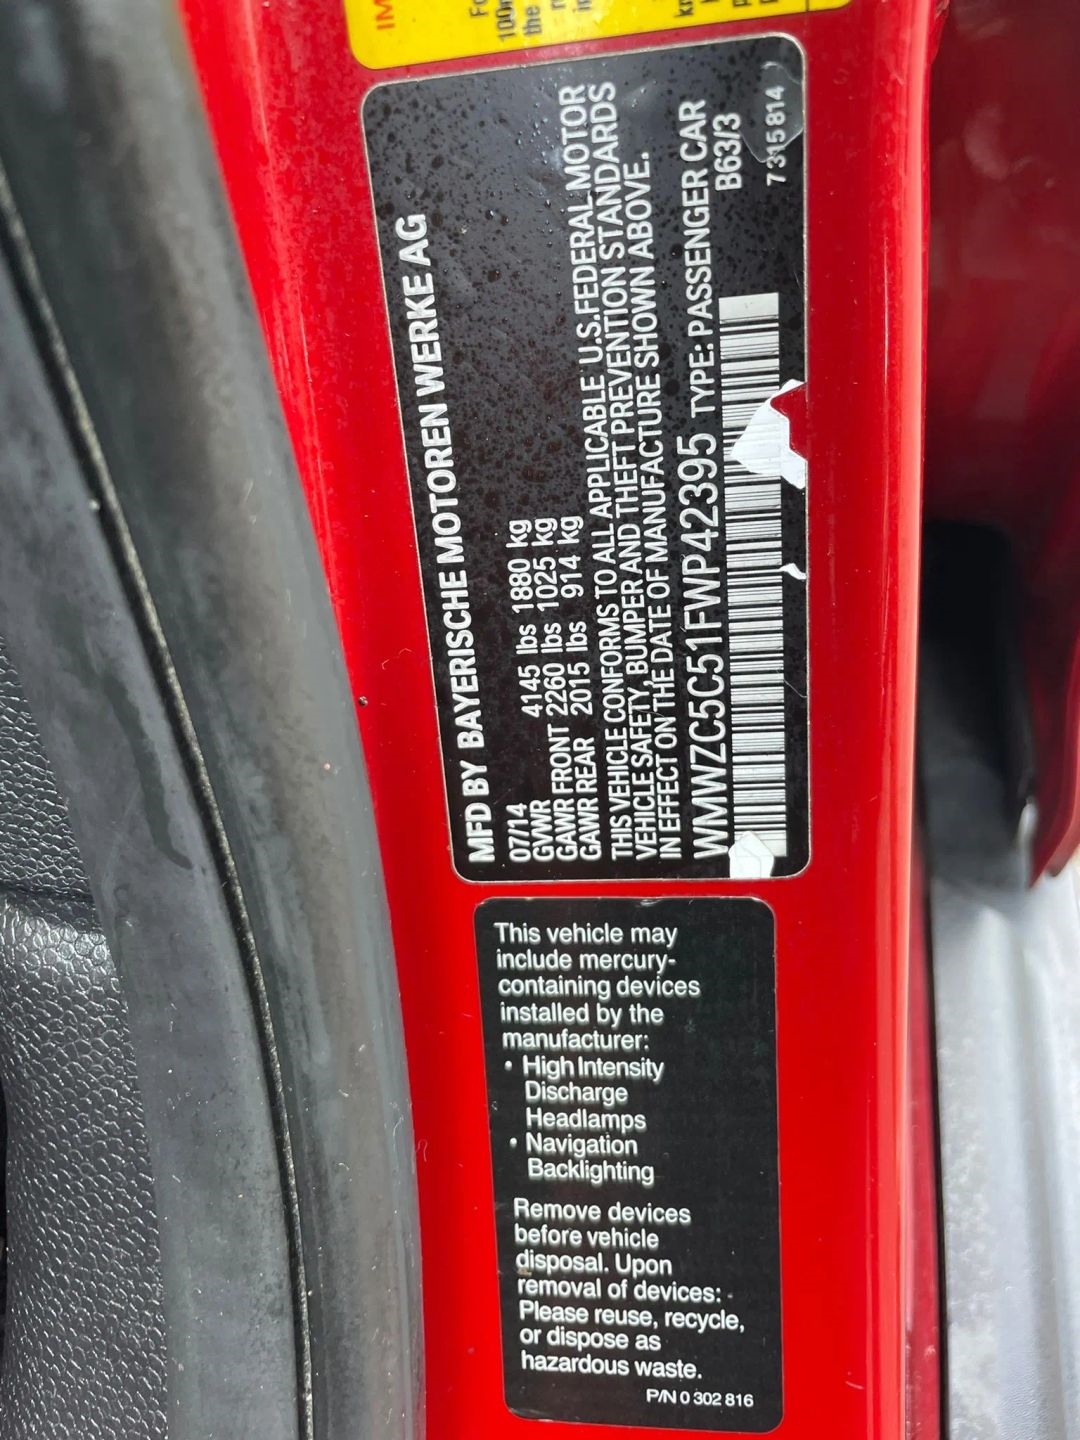 MFD BY BAYERISCHE MOTOREN WERKE AG
07/14
GVWR 4145 lbs 1880 kg
GAWR FRONT 2260 lbs 1025 kg
GAWR REAR 2015 lbs 914 kg
THIS VEHICLE CONFORMS TO ALL APPLICABLE U.S.FEDERAL MOTOR
VEHICLE SAFETY, BUMPER AND THEFT PREVENTION STANDARDS
IN EFFECT ON THE DATE OF MANUFACTURE SHOWN ABOVE.
WMWZC5C51FWP42395 TYPE: PASSENGER CAR
B63/3
7315814
This vehicle may
include mercury-
containing devices
installed by the
manufacturer:
• High Intensity
Discharge
Headlamps
• Navigation
Backlighting
Remove devices
before vehicle
disposal. Upon
removal of devices:
Please reuse, recycle,
or dispose as
hazardous waste.
P/N 0 302 816